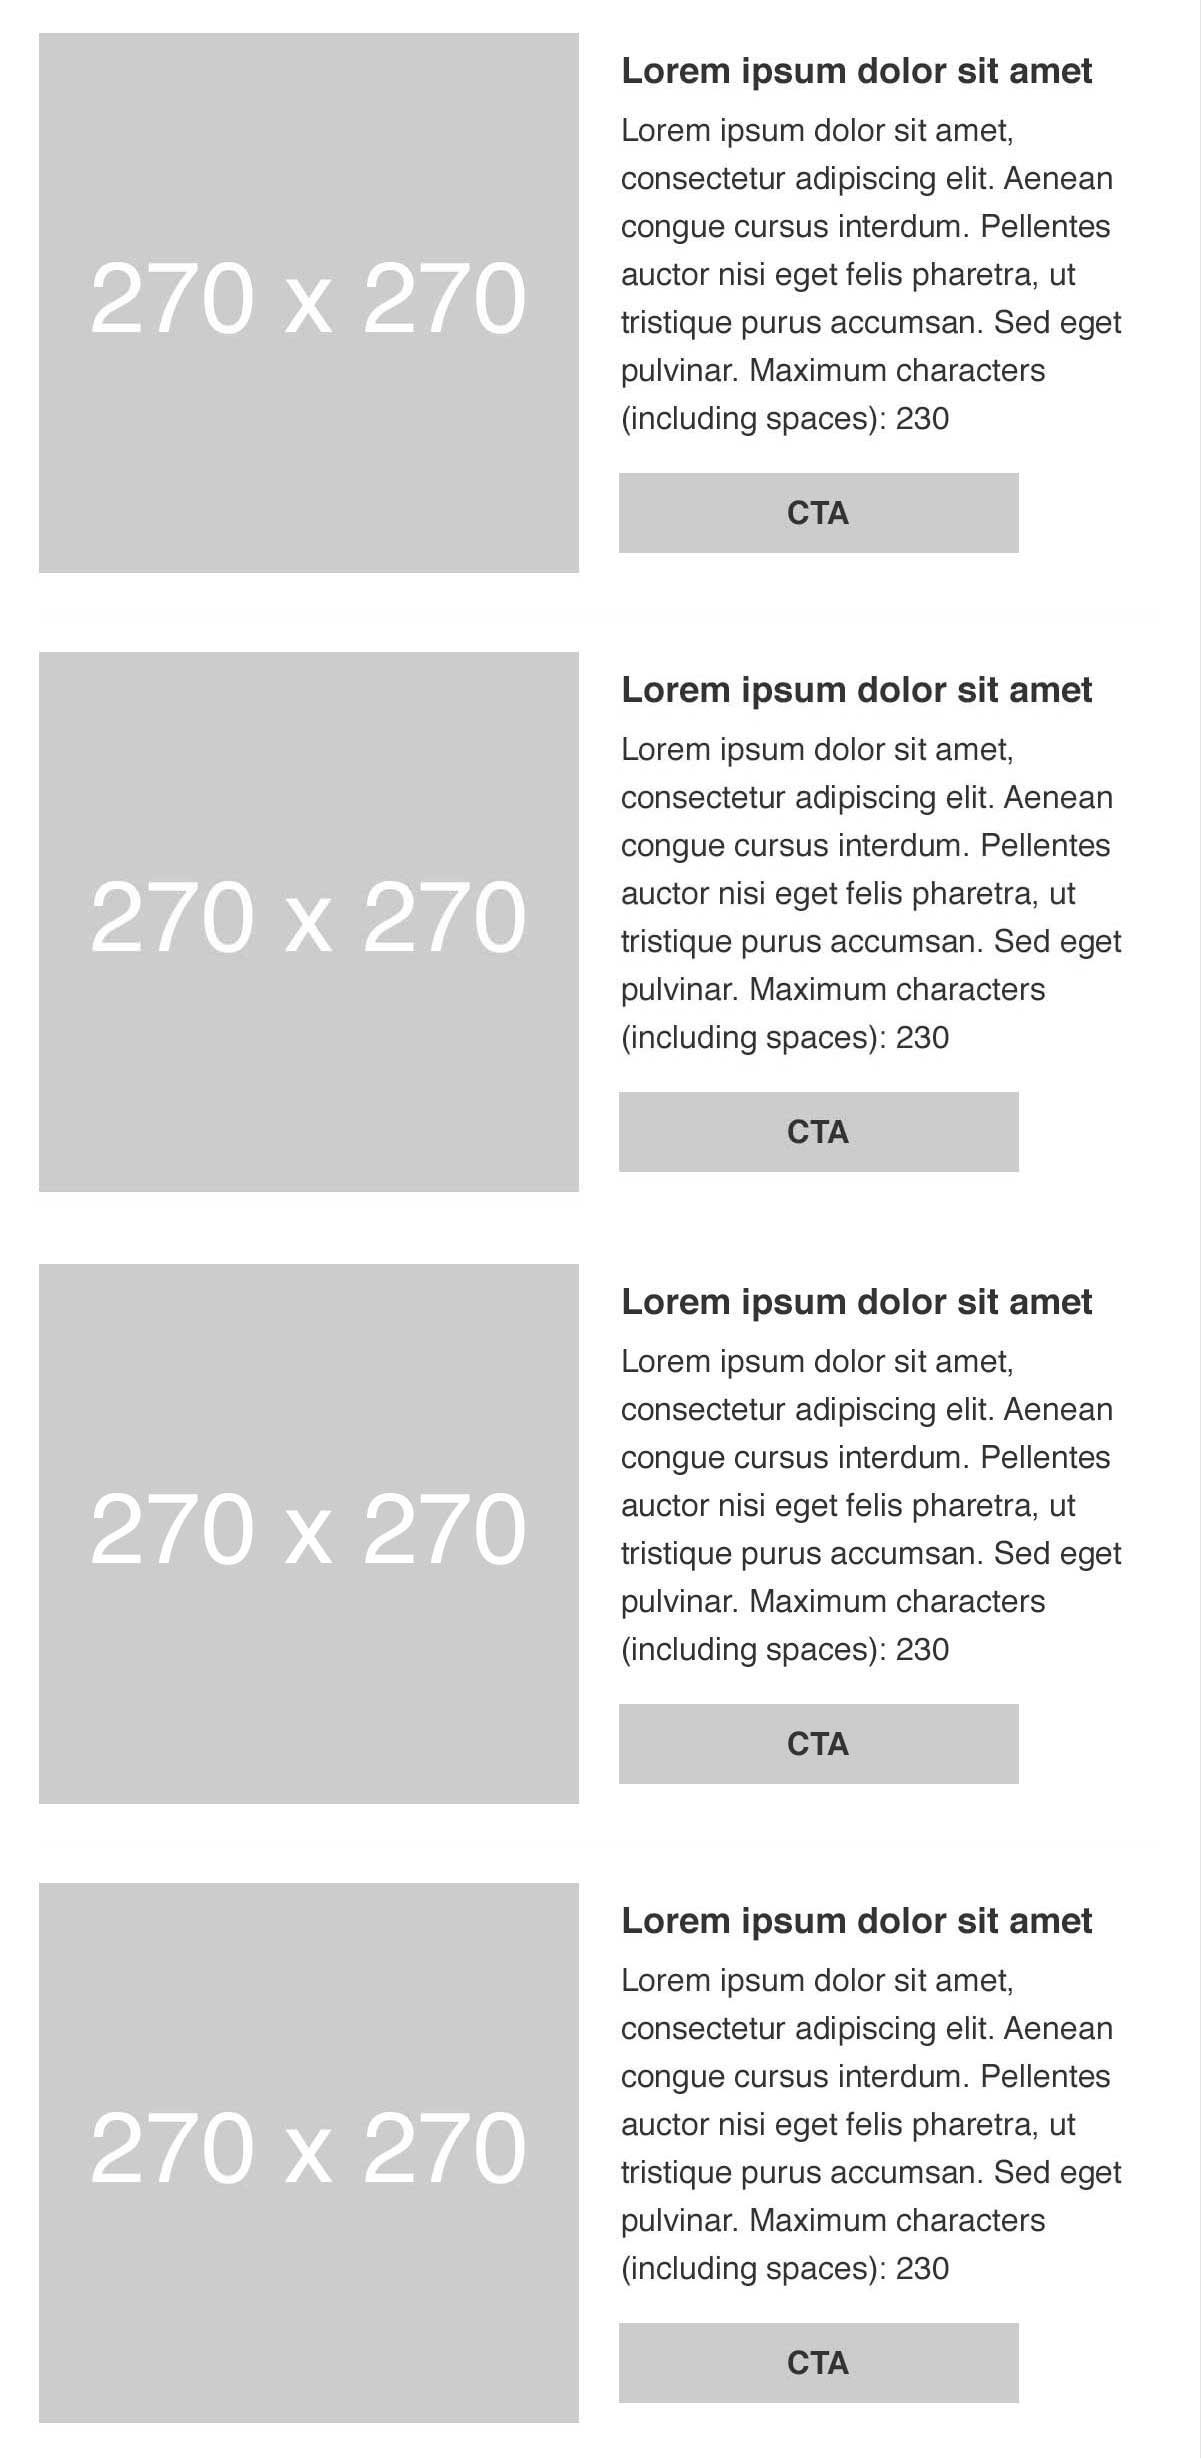 270 x 270
Lorem ipsum dolor sit amet
Lorem ipsum dolor sit amet,
consectetur adipiscing elit. Aenean
congue cursus interdum. Pellentes
auctor nisi eget felis pharetra, ut
tristique purus accumsan. Sed eget
pulvinar. Maximum characters
(including spaces): 230
CTA
270 x 270
Lorem ipsum dolor sit amet
Lorem ipsum dolor sit amet,
consectetur adipiscing elit. Aenean
congue cursus interdum. Pellentes
auctor nisi eget felis pharetra, ut
tristique purus accumsan. Sed eget
pulvinar. Maximum characters
(including spaces): 230
CTA
270 x 270
Lorem ipsum dolor sit amet
Lorem ipsum dolor sit amet,
consectetur adipiscing elit. Aenean
congue cursus interdum. Pellentes
auctor nisi eget felis pharetra, ut
tristique purus accumsan. Sed eget
pulvinar. Maximum characters
(including spaces): 230
CTA
270 x 270
Lorem ipsum dolor sit amet
Lorem ipsum dolor sit amet,
consectetur adipiscing elit. Aenean
congue cursus interdum. Pellentes
auctor nisi eget felis pharetra, ut
tristique purus accumsan. Sed eget
pulvinar. Maximum characters
(including spaces): 230
CTA